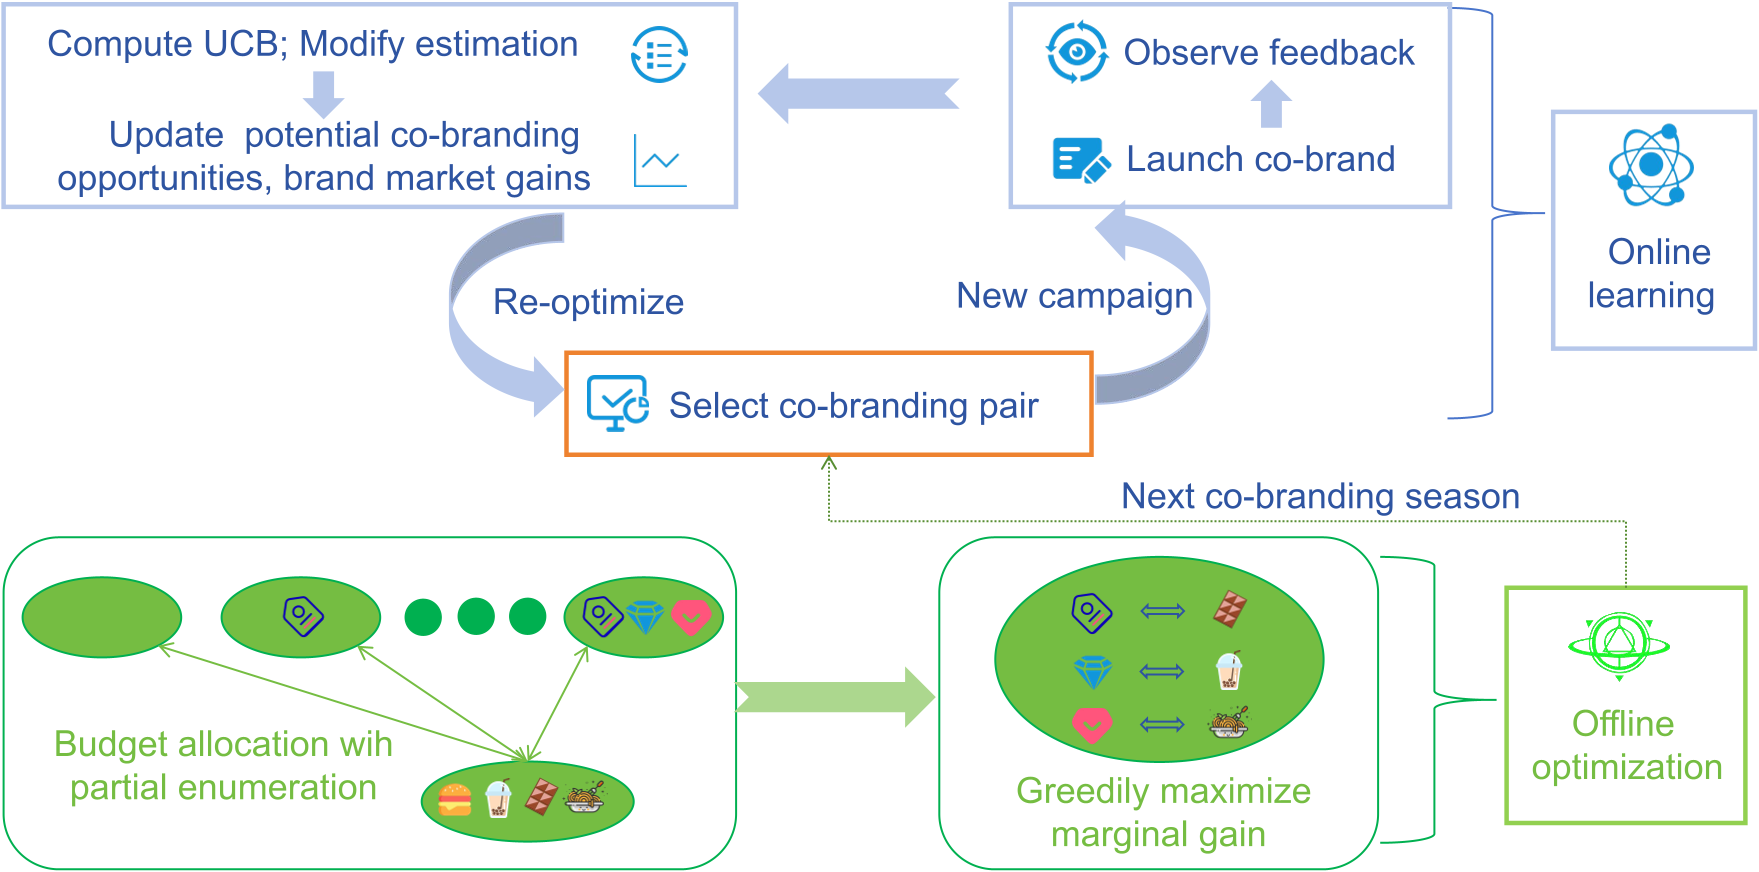 Compute UCB; Modify estimation
Update potential co-branding
opportunities, brand market gains
Observe feedback
Launch co-brand
Online
learning
Re-optimize
New campaign
Select co-branding pair
Next co-branding season
Budget allocation wih
partial enumeration
Greedily maximize
marginal gain
Offline
optimization